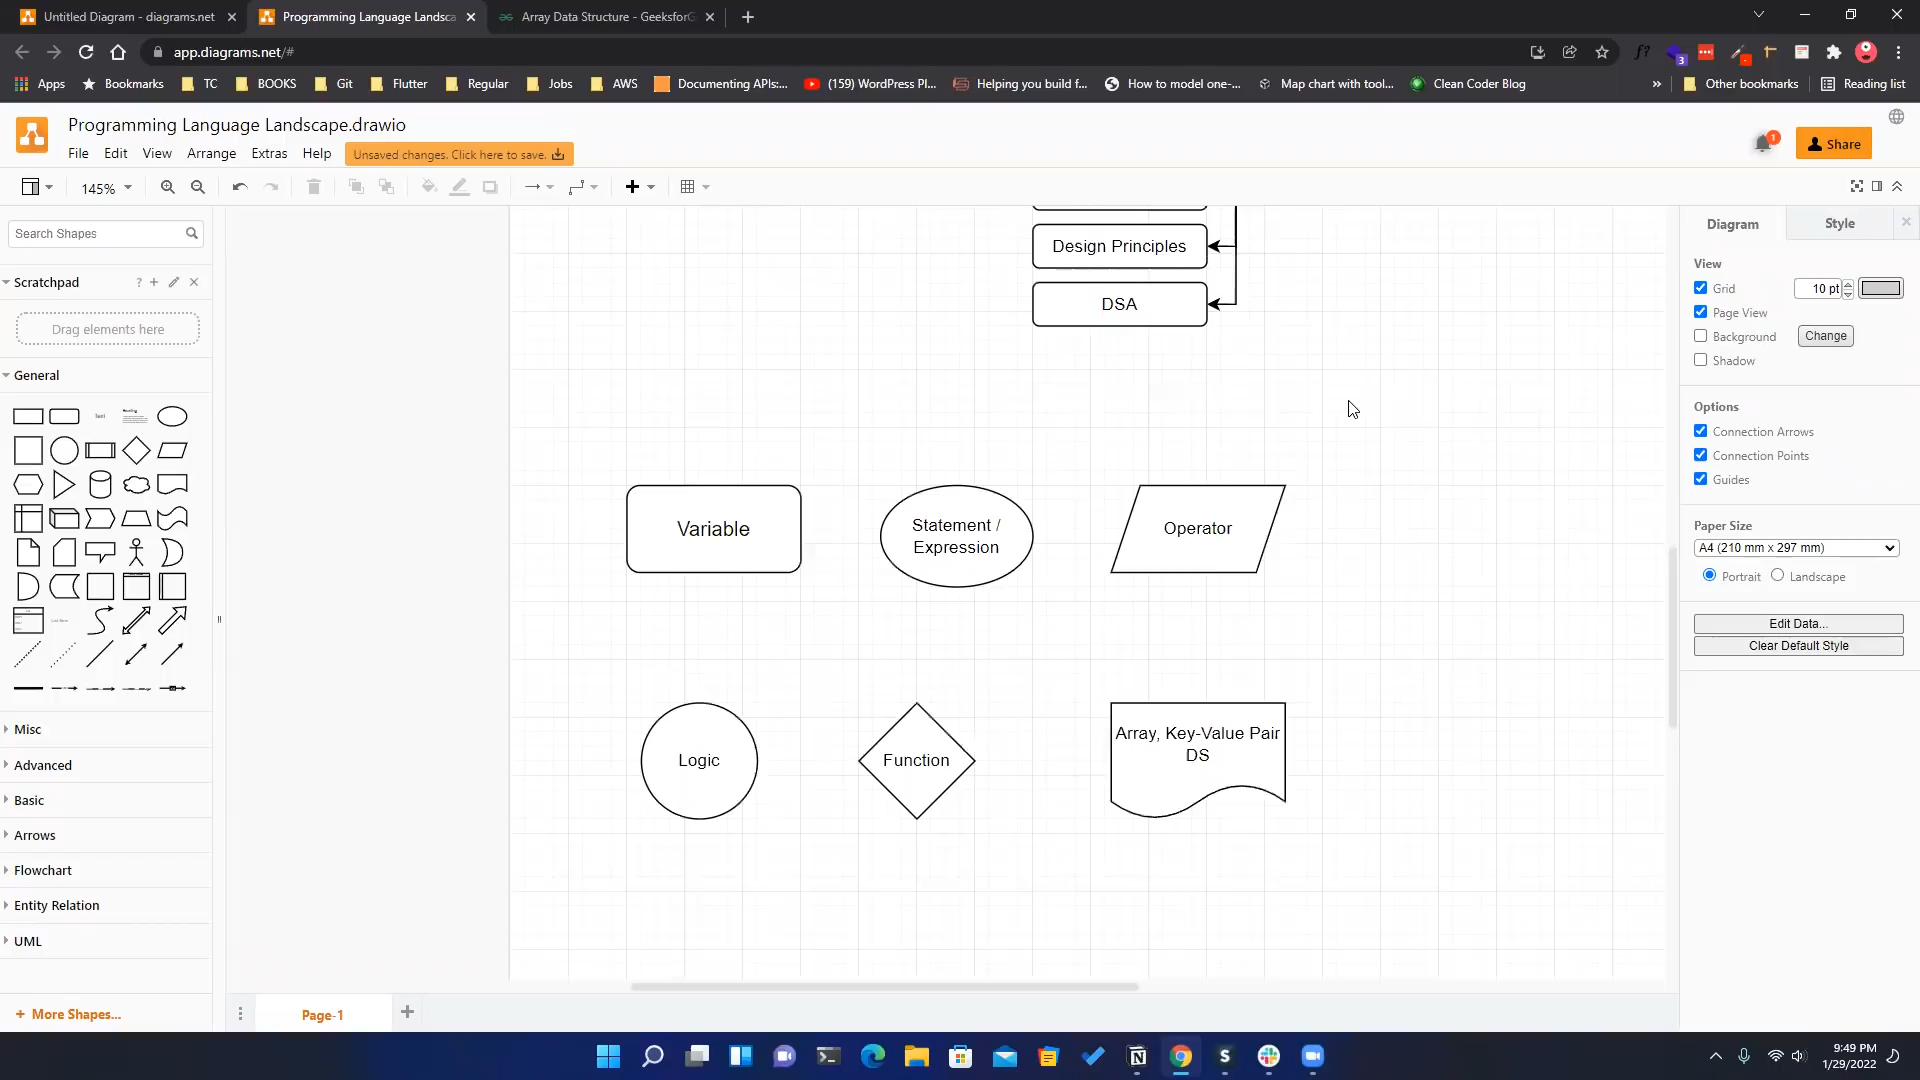 Untitled Diagram - diagrams.net
Programming Language Landsca
Array Data Structure - GeeksforG
app.diagrams.net/#
Apps
Bookmarks
TC
BOOKS
Git
Flutter
Regular
Jobs
AWS
Documenting APIs:...
(159) WordPress Pl...
Helping you build f...
How to model one-...
Map chart with tool...
Clean Coder Blog
»
Other bookmarks
Reading list
Programming Language Landscape.drawio
File
Edit
View
Arrange
Extras
Help
Unsaved changes. Click here to save.
1
Share
145%
Search Shapes
Scratchpad
?
Drag elements here
General
Text
Heading
List Item
Misc
Advanced
Basic
Arrows
Flowchart
Entity Relation
UML
+ More Shapes...
Design Principles
DSA
Variable
Statement /
Expression
Operator
Logic
Function
Array, Key-Value Pair
DS
Page-1
Diagram
Style
View
Grid
10 pt
Page View
Background
Change
Shadow
Options
Connection Arrows
Connection Points
Guides
Paper Size
A4 (210 mm x 297 mm)
Portrait
Landscape
Edit Data...
Clear Default Style
9:49 PM
1/29/2022